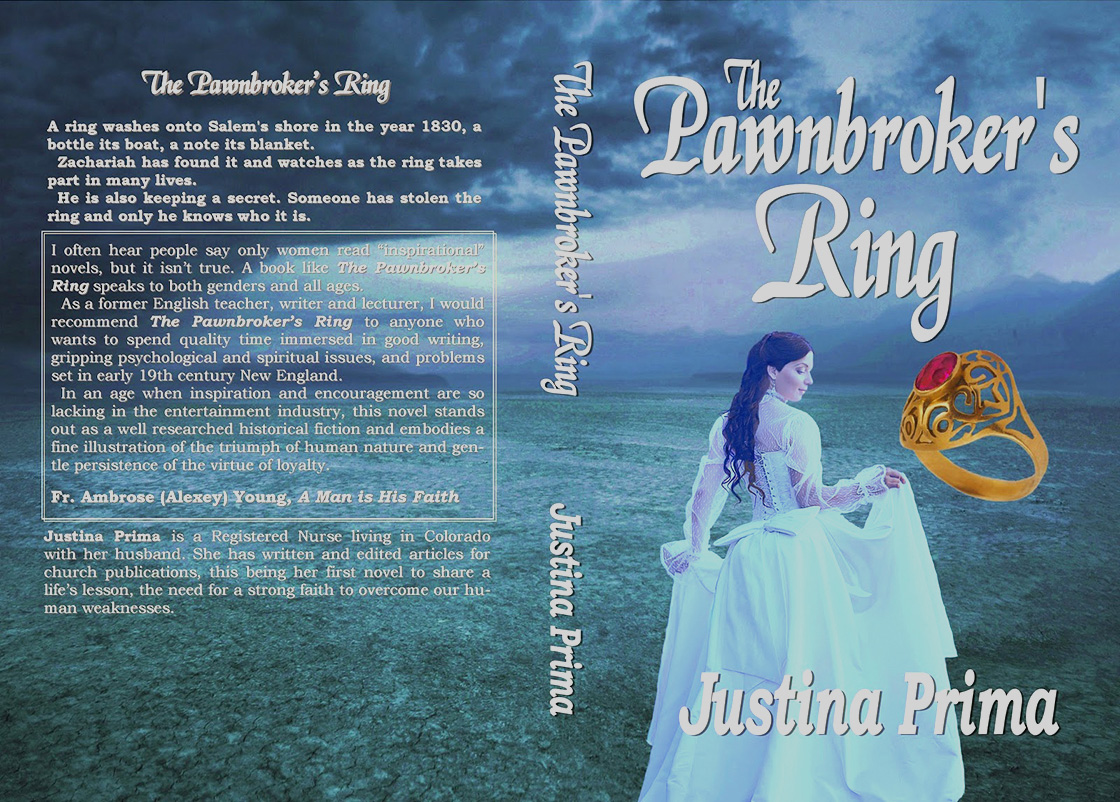 The Pawnbroker's Ring
A ring washes onto Salem's shore in the year 1830, a
bottle its boat, a note its blanket.
Zachariah has found it and watches as the ring takes
part in many lives.
He is also keeping a secret. Someone has stolen the
ring and only he knows who it is.
I often hear people say only women read “inspirational”
novels, but it isn’t true. A book like The Pawnbroker’s
Ring speaks to both genders and all ages.
As a former English teacher, writer and lecturer, I would
recommend The Pawnbroker’s Ring to anyone who
wants to spend quality time immersed in good writing,
gripping psychological and spiritual issues, and problems
set in early 19th century New England.
In an age when inspiration and encouragement are so
lacking in the entertainment industry, this novel stands
out as a well researched historical fiction and embodies a
fine illustration of the triumph of human nature and gen-
tle persistence of the virtue of loyalty.
Fr. Ambrose (Alexey) Young, A Man is His Faith
Justina Prima is a Registered Nurse living in Colorado
with her husband. She has written and edited articles for
church publications, this being her first novel to share a
life’s lesson, the need for a strong faith to overcome our hu-
man weaknesses.
The Pawnbroker's Ring
Justina Prima
The
Pawnbroker's
Ring
Justina Prima